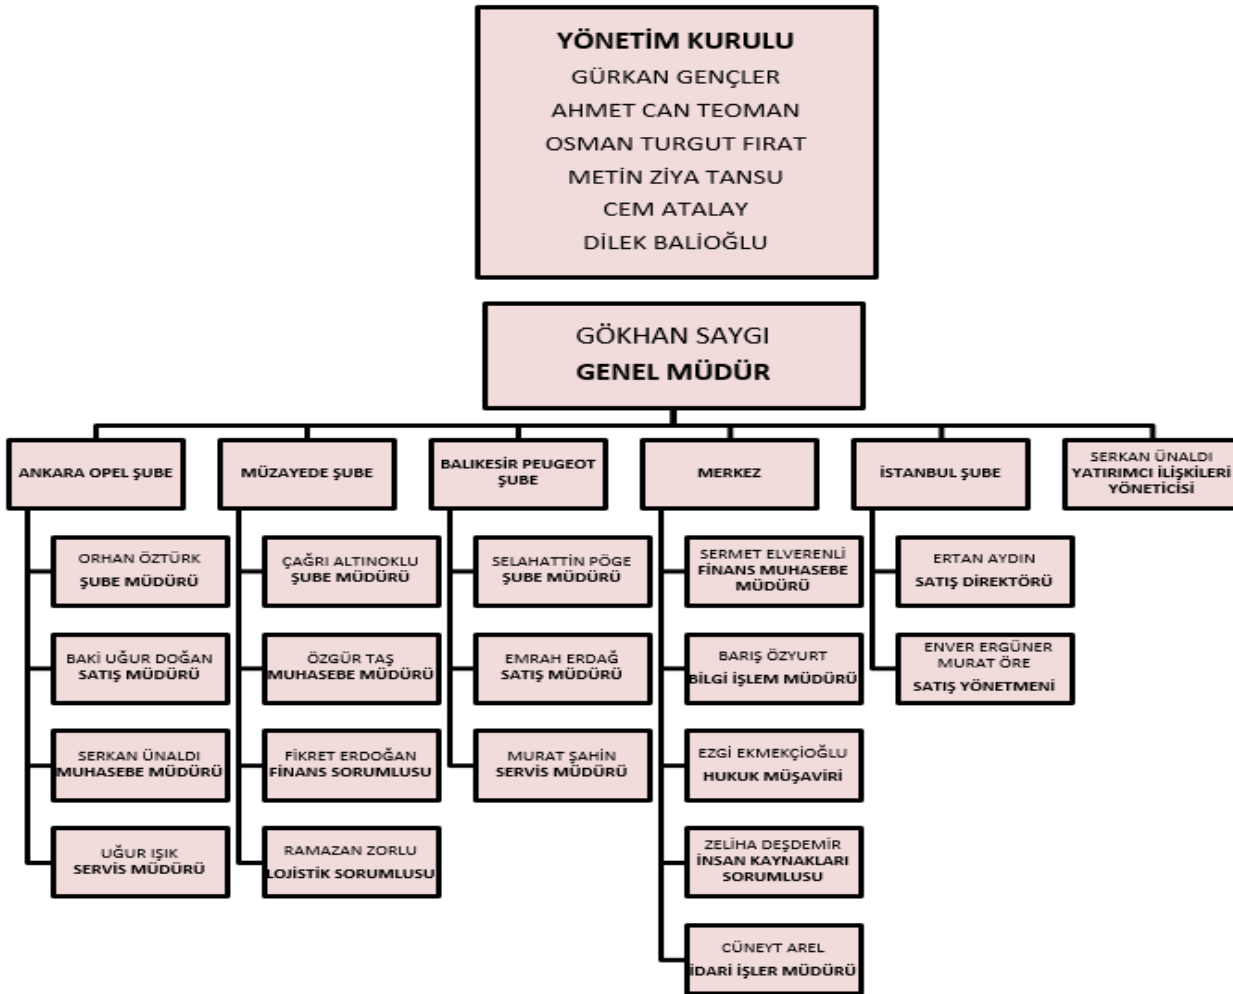 YÖNETİM KURULU
GÜRKAN GENÇLER
AHMET CAN TEOMAN
OSMAN TURGUT FIRAT
METİN ZİYA TANSU
CEM ATALAY
DİLEK BALİOĞLU
GÖKHAN SAYGI
GENEL MÜDÜR
ANKARA OPEL ŞUBE
ORHAN ÖZTÜRK
ŞUBE MÜDÜRÜ
BAKİ UĞUR DOĞAN
SATIŞ MÜDÜRÜ
SERKAN ÜNALDI
MUHASEBE MÜDÜRÜ
UĞUR IŞIK
SERVİS MÜDÜRÜ
MÜZAYEDE ŞUBE
ÇAĞRI ALTINOKLU
ŞUBE MÜDÜRÜ
ÖZGÜR TAŞ
MUHASEBE MÜDÜRÜ
FİKRET ERDOĞAN
FİNANS SORUMLUSU
RAMAZAN ZORLU
LOJİSTİK SORUMLUSU
BALIKESİR PEUGEOT
ŞUBE
SELAHATTİN PÖGE
ŞUBE MÜDÜRÜ
EMRAH ERDAĞ
SATIŞ MÜDÜRÜ
MURAT ŞAHİN
SERVİS MÜDÜRÜ
MERKEZ
SERMET ELVERENLİ
FİNANS MUHASEBE
MÜDÜRÜ
BARIŞ ÖZYURT
BİLGİ İŞLEM MÜDÜRÜ
EZGİ EKMEKÇİOĞLU
HUKUK MÜŞAVİRİ
ZELİHA DEŞDEMİR
İNSAN KAYNAKLARI
SORUMLUSU
CÜNEYT AREL
İDARİ İŞLER MÜDÜRÜ
İSTANBUL ŞUBE
ERTAN AYDIN
SATIŞ DİREKTÖRÜ
ENVER ERGÜNER
MURAT ÖRE
SATIŞ YÖNETMENİ
SERKAN ÜNALDI
YATIRIMCI İLİŞKİLERİ
YÖNETİCİSİ